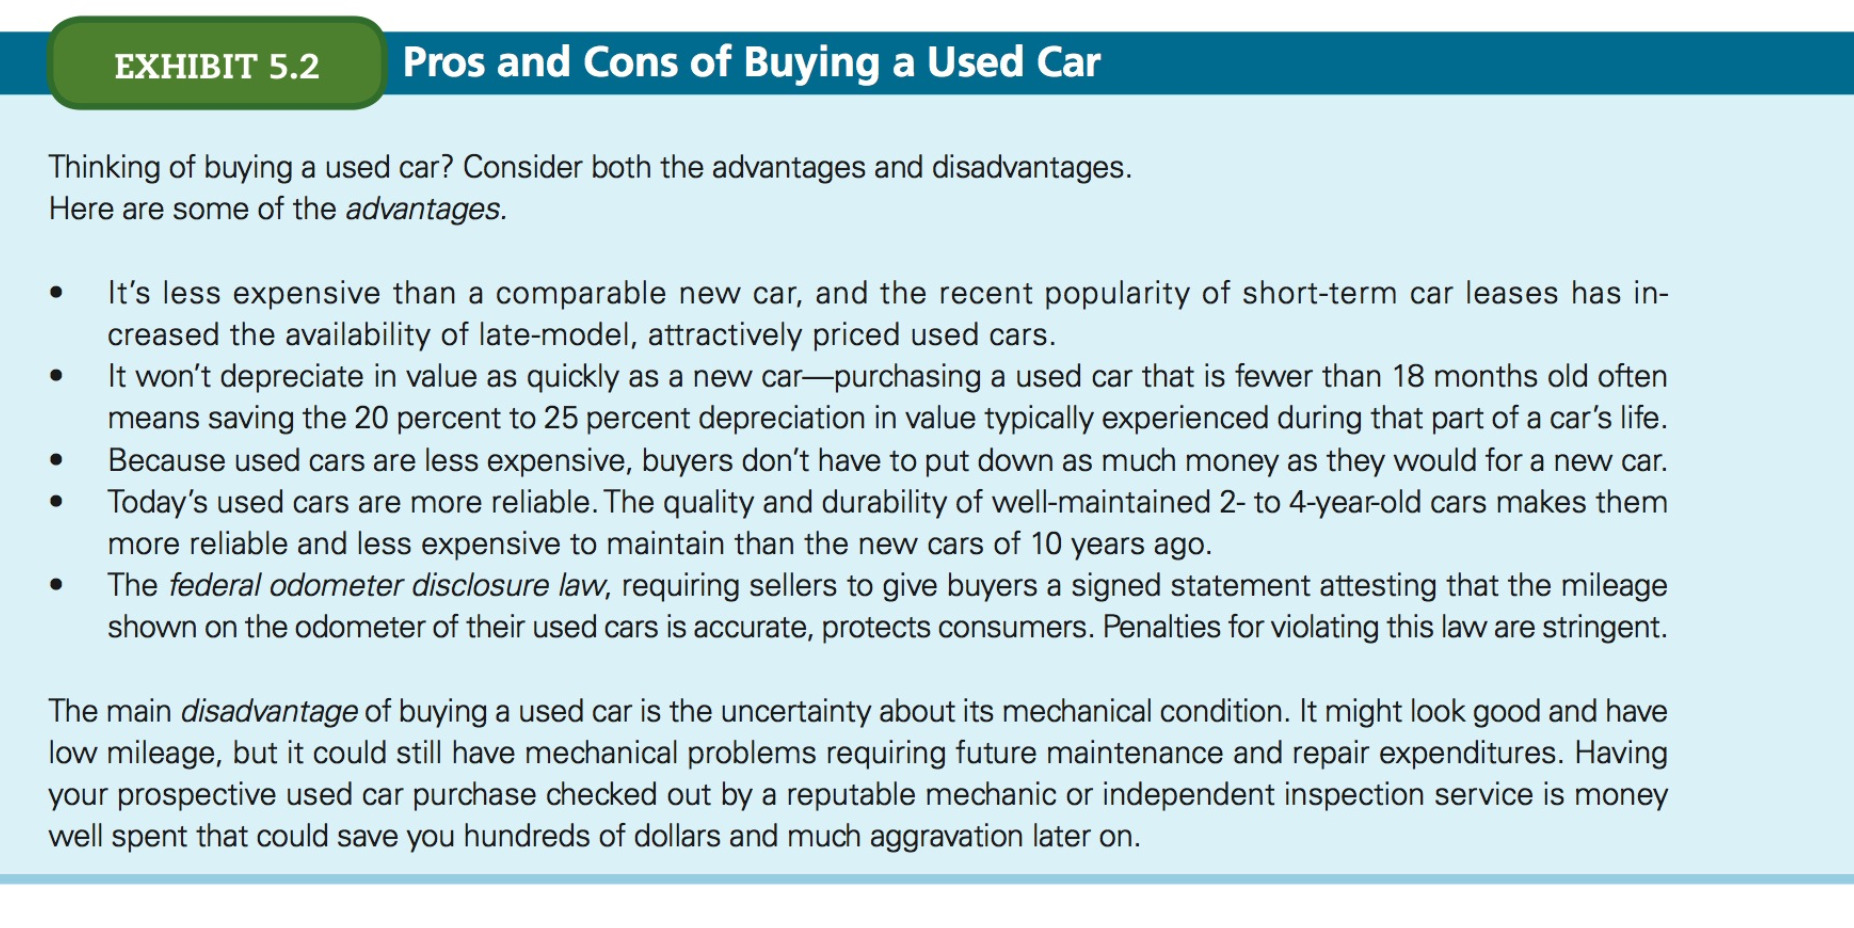 EXHIBIT 5.2 Pros and Cons of Buying a Used Car
Thinking of buying a used car? Consider both the advantages and disadvantages.
Here are some of the advantages.
• It’s less expensive than a comparable new car, and the recent popularity of short-term car leases has in-
creased the availability of late-model, attractively priced used cars.
• It won’t depreciate in value as quickly as a new car—purchasing a used car that is fewer than 18 months old often
means saving the 20 percent to 25 percent depreciation in value typically experienced during that part of a car’s life.
• Because used cars are less expensive, buyers don’t have to put down as much money as they would for a new car.
• Today’s used cars are more reliable. The quality and durability of well-maintained 2- to 4-year-old cars makes them
more reliable and less expensive to maintain than the new cars of 10 years ago.
• The federal odometer disclosure law, requiring sellers to give buyers a signed statement attesting that the mileage
shown on the odometer of their used cars is accurate, protects consumers. Penalties for violating this law are stringent.
The main disadvantage of buying a used car is the uncertainty about its mechanical condition. It might look good and have
low mileage, but it could still have mechanical problems requiring future maintenance and repair expenditures. Having
your prospective used car purchase checked out by a reputable mechanic or independent inspection service is money
well spent that could save you hundreds of dollars and much aggravation later on.